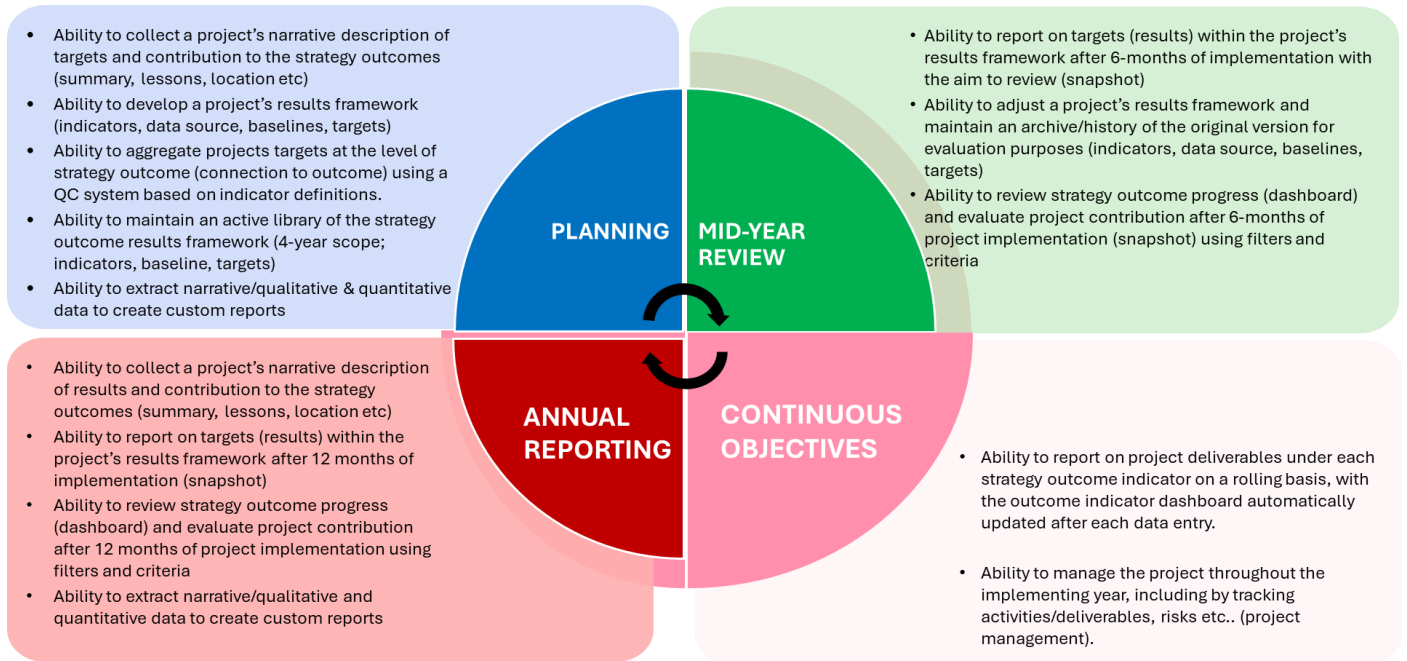 • Ability to collect a project's narrative description of
targets and contribution to the strategy outcomes
(summary, lessons, location etc)
• Ability to develop a project's results framework
(indicators, data source, baselines, targets)
• Ability to aggregate projects targets at the level of
strategy outcome (connection to outcome) using a
QC system based on indicator definitions.
• Ability to maintain an active library of the strategy
outcome results framework (4-year scope;
indicators, baseline, targets)
• Ability to extract narrative/qualitative & quantitative
data to create custom reports
• Ability to report on targets (results) within the project's
results framework after 6-months of implementation with
the aim to review (snapshot)
• Ability to adjust a project's results framework and
maintain an archive/history of the original version for
evaluation purposes (indicators, data source, baselines,
targets)
• Ability to review strategy outcome progress (dashboard)
and evaluate project contribution after 6-months of
project implementation (snapshot) using filters and
criteria
PLANNING
MID-YEAR
REVIEW
ANNUAL
REPORTING
CONTINUOUS
OBJECTIVES
• Ability to collect a project's narrative description
of results and contribution to the strategy
outcomes (summary, lessons, location etc)
• Ability to report on targets (results) within the
project's results framework after 12 months of
implementation (snapshot)
• Ability to review strategy outcome progress
(dashboard) and evaluate project contribution
after 12 months of project implementation using
filters and criteria
• Ability to extract narrative/qualitative and
quantitative data to create custom reports
• Ability to report on project deliverables under each
strategy outcome indicator on a rolling basis, with
the outcome indicator dashboard automatically
updated after each data entry.
• Ability to manage the project throughout the
implementing year, including by tracking
activities/deliverables, risks etc.. (project
management).